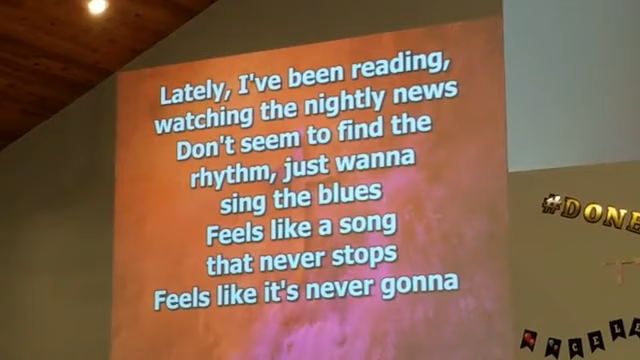 Lately, I've been reading,
watching the nightly news
Don't seem to find the
rhythm, just wanna
sing the blues
Feels like a song
that never stops
Feels like it's never gonna
#DONE
CELE